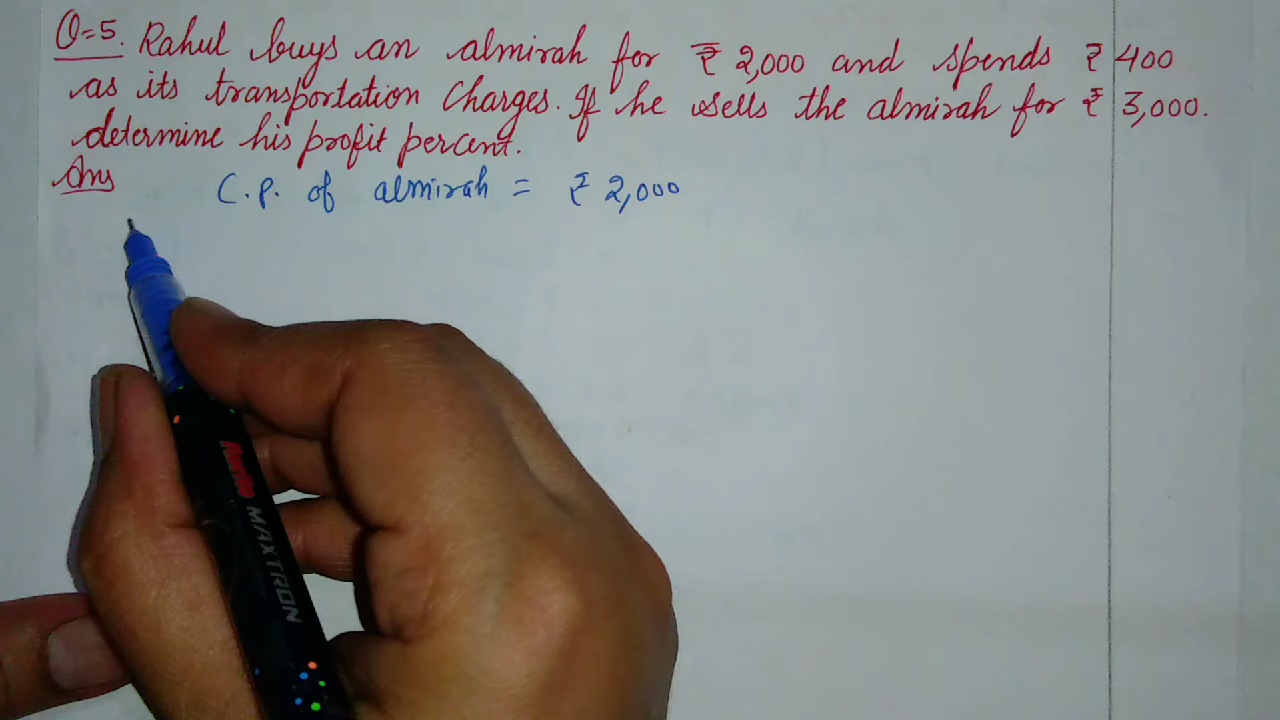 Q=5. Rahul buys an almirah for ₹ 2,000 and spends ₹ 400
as its transportation charges. If he sells the almirah for ₹ 3,000.
determine his profit percent.
Ans C.P. of almirah = ₹ 2,000
MAXTRON